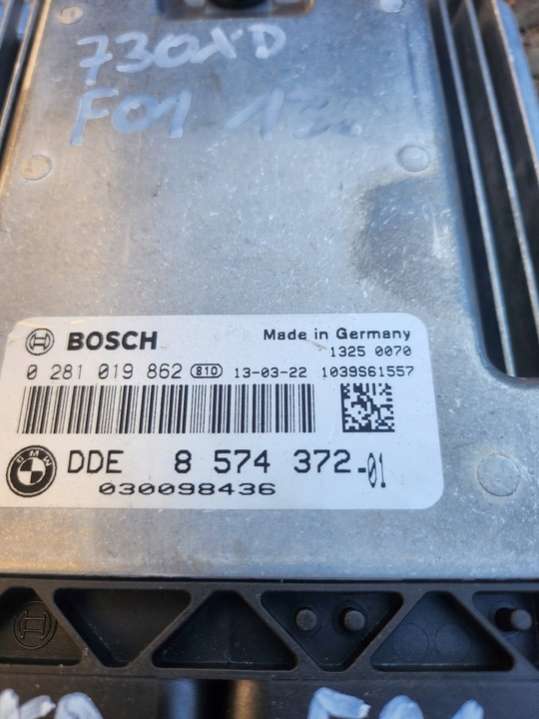 730XD
F01
BOSCH Made in Germany
1325 0070
0 281 019 862 810 13-03-22 1039S61557
BMW DDE 8 574 372-01
030098436